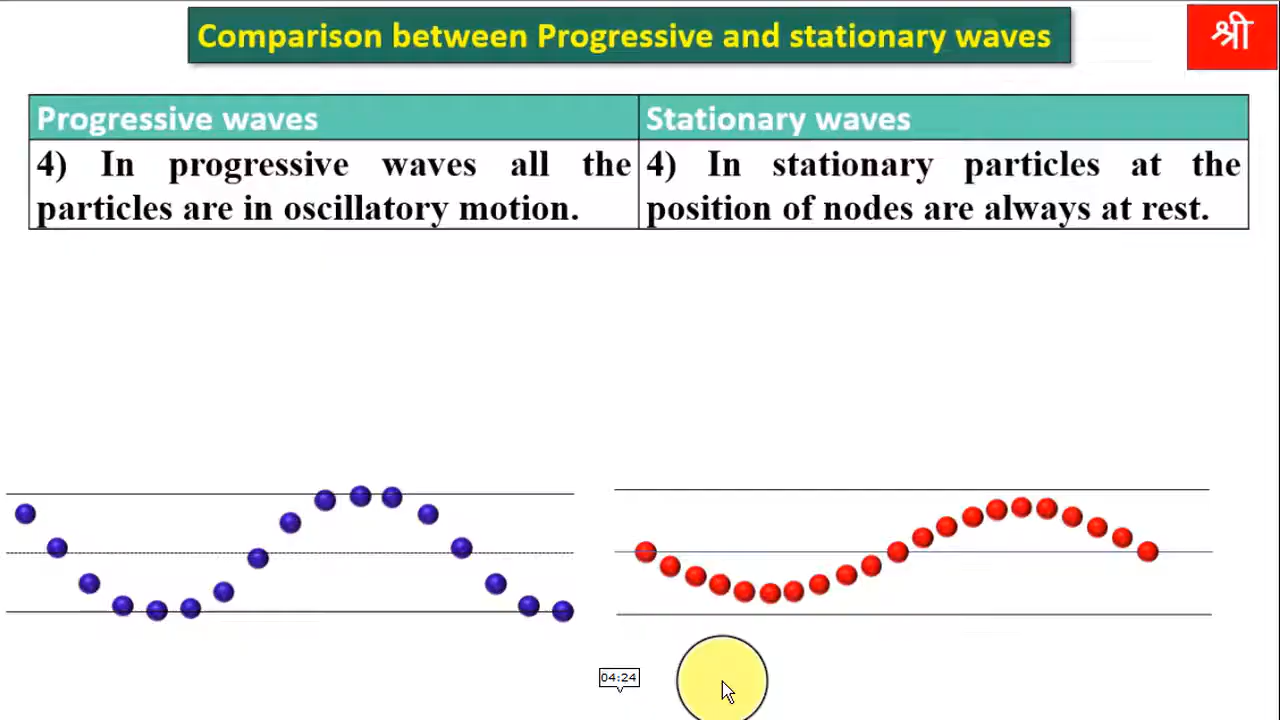 Comparison between Progressive and stationary waves
श्री
Progressive waves
Stationary waves
4) In progressive waves all the
particles are in oscillatory motion.
4) In stationary particles at the
position of nodes are always at rest.
04:24